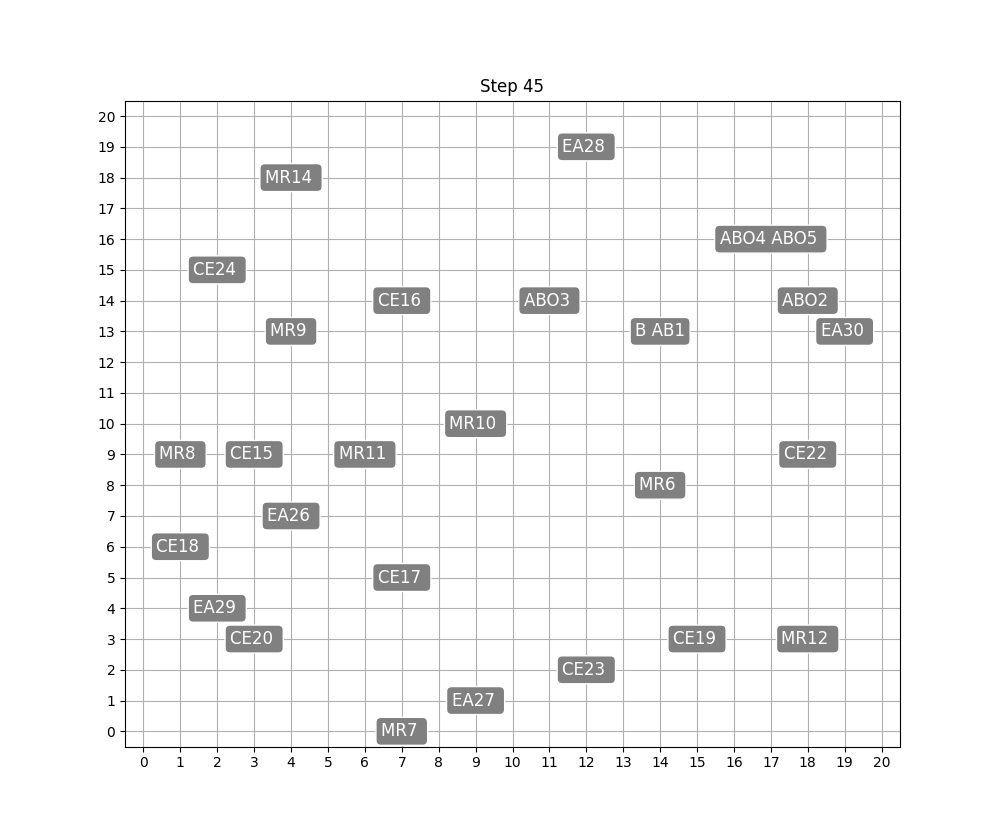 Step 45
20
19
EA28
18
MR14
17
16
ABO4 ABO5
15
CE24
14
CE16
ABO3
ABO2
13
MR9
B AB1
EA30
12
11
10
MR10
9
MR8
CE15
MR11
CE22
8
MR6
7
EA26
6
CE18
5
CE17
4
EA29
3
CE20
CE19
MR12
2
CE23
1
EA27
0
MR7
0 1 2 3 4 5 6 7 8 9 10 11 12 13 14 15 16 17 18 19 20